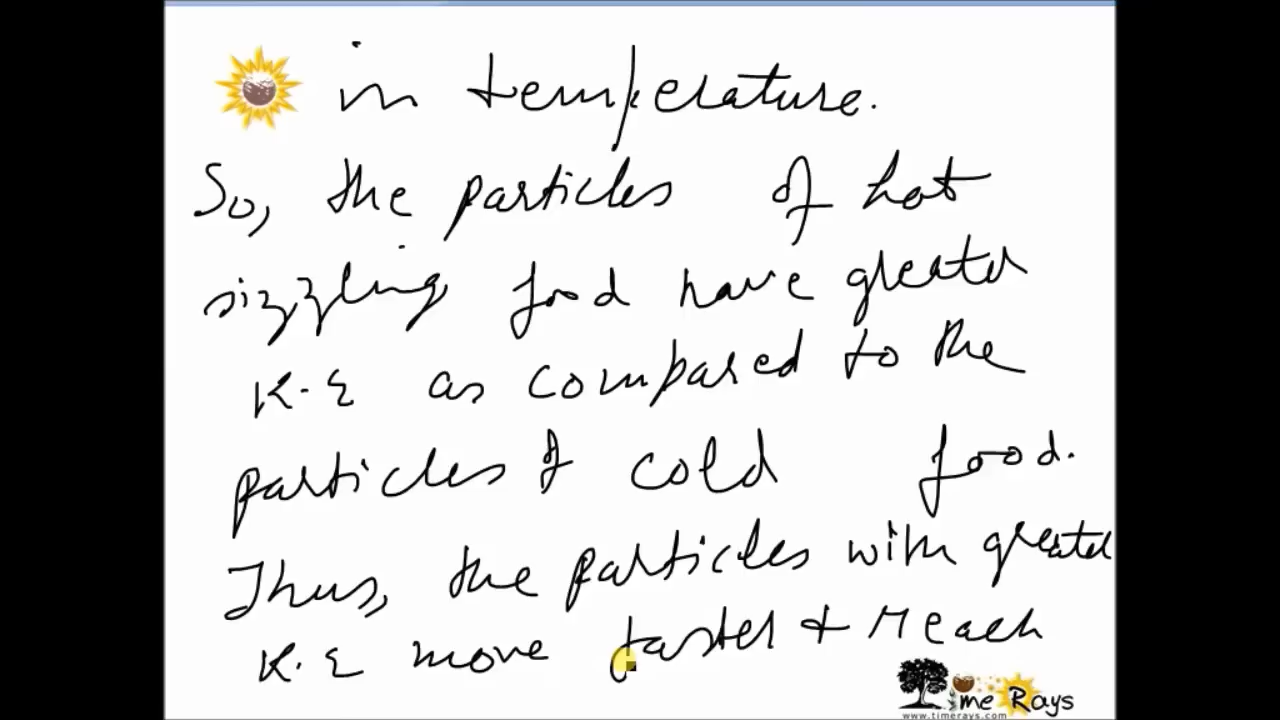 in temperature.
So, the particles of hot
sizzling food have greater
K.E as compared to the
particles of cold food.
Thus, the particles with greater
K.E move faster & reach
Time Rays
www.timerays.com